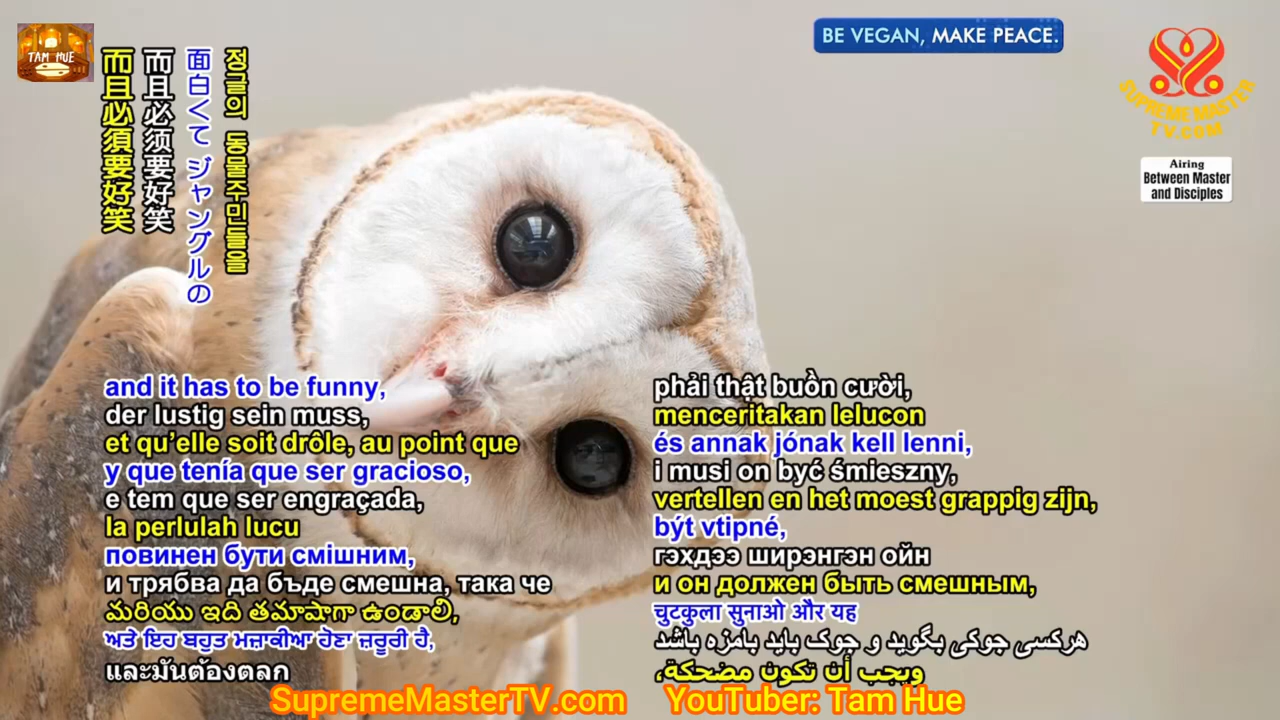 TAM HUE
BE VEGAN, MAKE PEACE.
SUPREME MASTER
TV.COM
Airing
Between Master
and Disciples
而且必須要好笑
而且必须要好笑
面白くて ジャングルの
정글의 동물주민들을
and it has to be funny,
der lustig sein muss,
et qu’elle soit drôle, au point que
y que tenía que ser gracioso,
e tem que ser engraçada,
la perlulah lucu
повинен бути смішним,
и трябва да бъде смешна, така че
మరియు ఇది తమాషాగా ఉండాలి,
ਅਤੇ ਇਹ ਬਹੁਤ ਮਜ਼ਾਕੀਆ ਹੋਣਾ ਜ਼ਰੂਰੀ ਹੈ,
และมันต้องตลก
phải thật buồn cười,
menceritakan lelucon
és annak jónak kell lenni,
i musi on być śmieszny,
vertellen en het moest grappig zijn,
být vtipné,
гэхдээ ширэнгэн ойн
и он должен быть смешным,
चुटकुला सुनाओ और यह
هرکسی جوکی بگوید و جوک باید بامزه باشد
ويجب أن تكون مضحكة،
SupremeMasterTV.com YouTuber: Tam Hue